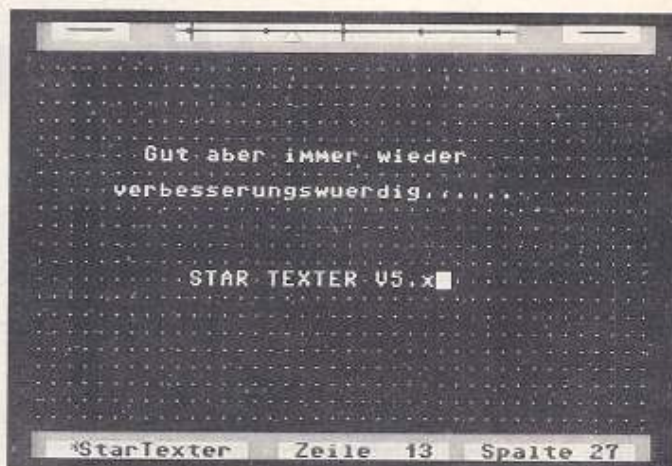 Gut aber immer wieder
verbesserungswuerdig......
STAR TEXTER V5.x
*StarTexter Zeile 13 Spalte 27